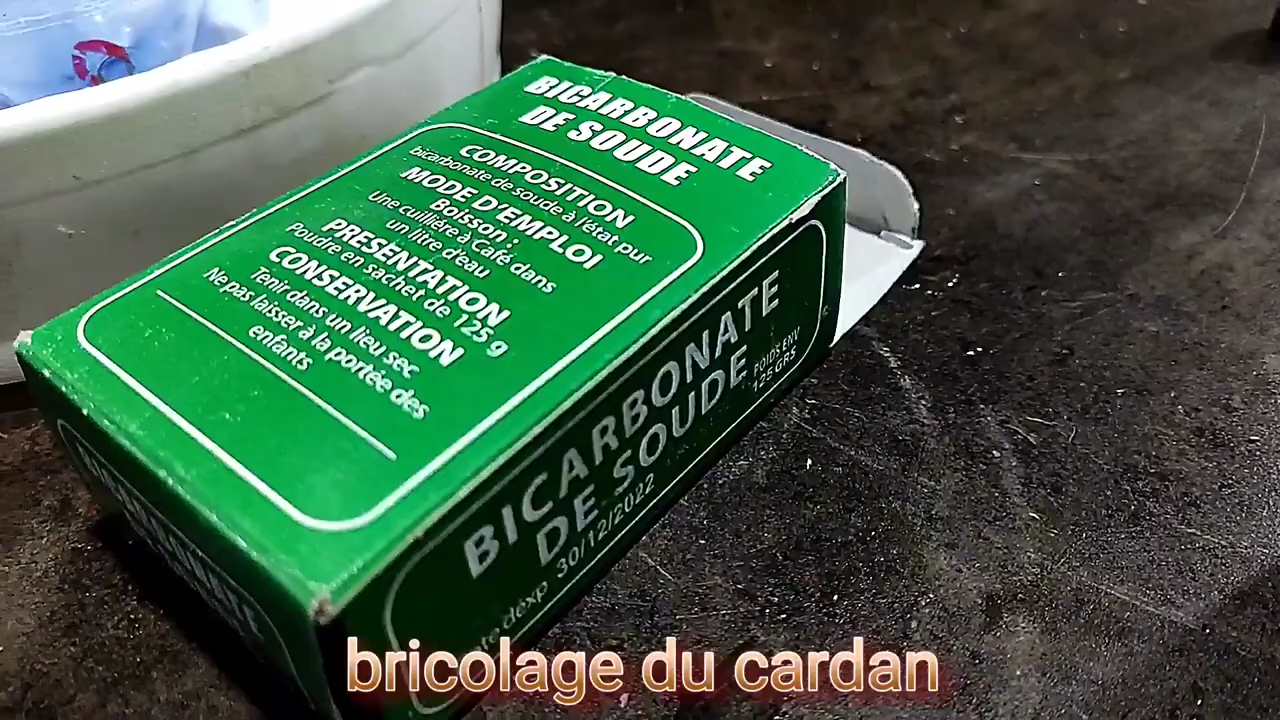 BICARBONATE
DE SOUDE
COMPOSITION
bicarbonate de soude à l'état pur
MODE D'EMPLOI
Boisson :
Une cuillière à Café dans
un litre d'eau
PRESENTATION
Poudre en sachet de 125 g
CONSERVATION
Tenir dans un lieu sec
Ne pas laisser à la portée des
enfants
BICARBONATE
DE SOUDE
POIDS ENV
125 GRS
déxp 30/12/2022
bricolage du cardan